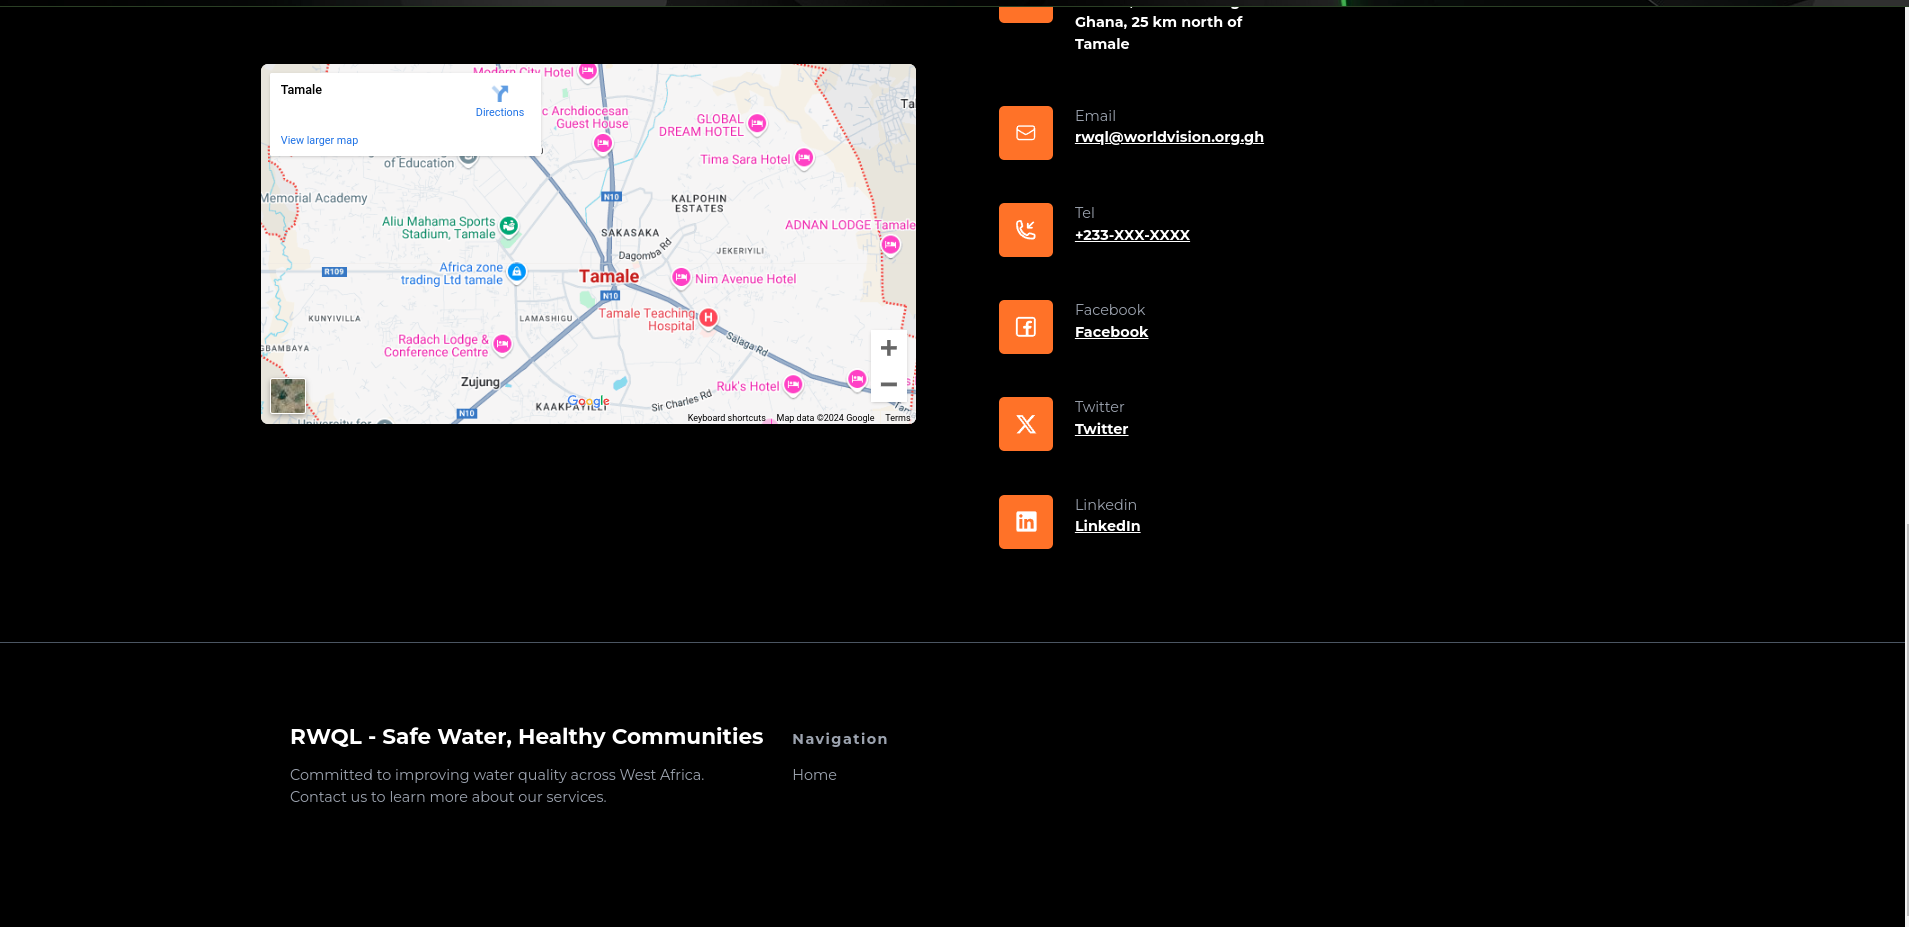 Ghana, 25 km north of
Tamale
Tamale
Directions
View larger map
Modern City Hotel
c Archdiocesan
Guest House
GLOBAL
DREAM HOTEL
Tima Sara Hotel
of Education
Memorial Academy
N10
KALPOHIN
ESTATES
Aliu Mahama Sports
Stadium, Tamale
SAKASAKA
ADNAN LODGE Tamale
Dagomba Rd
JEKERIYILI
R109
Africa zone
trading Ltd tamale
Tamale
Nim Avenue Hotel
N10
KUNYIVILLA
LAMASHIGU
Tamale Teaching
Hospital
H
Salaga Rd
GBAMBAYA
Radach Lodge &
Conference Centre
Zujung
Ruk's Hotel
Sir Charles Rd
KAAKPAYILLI
Google
N10
University for
Keyboard shortcuts
Map data ©2024 Google
Terms
Email
rwql@worldvision.org.gh
Tel
+233-XXX-XXXX
Facebook
Facebook
Twitter
Twitter
Linkedin
LinkedIn
RWQL - Safe Water, Healthy Communities
Committed to improving water quality across West Africa.
Contact us to learn more about our services.
Navigation
Home